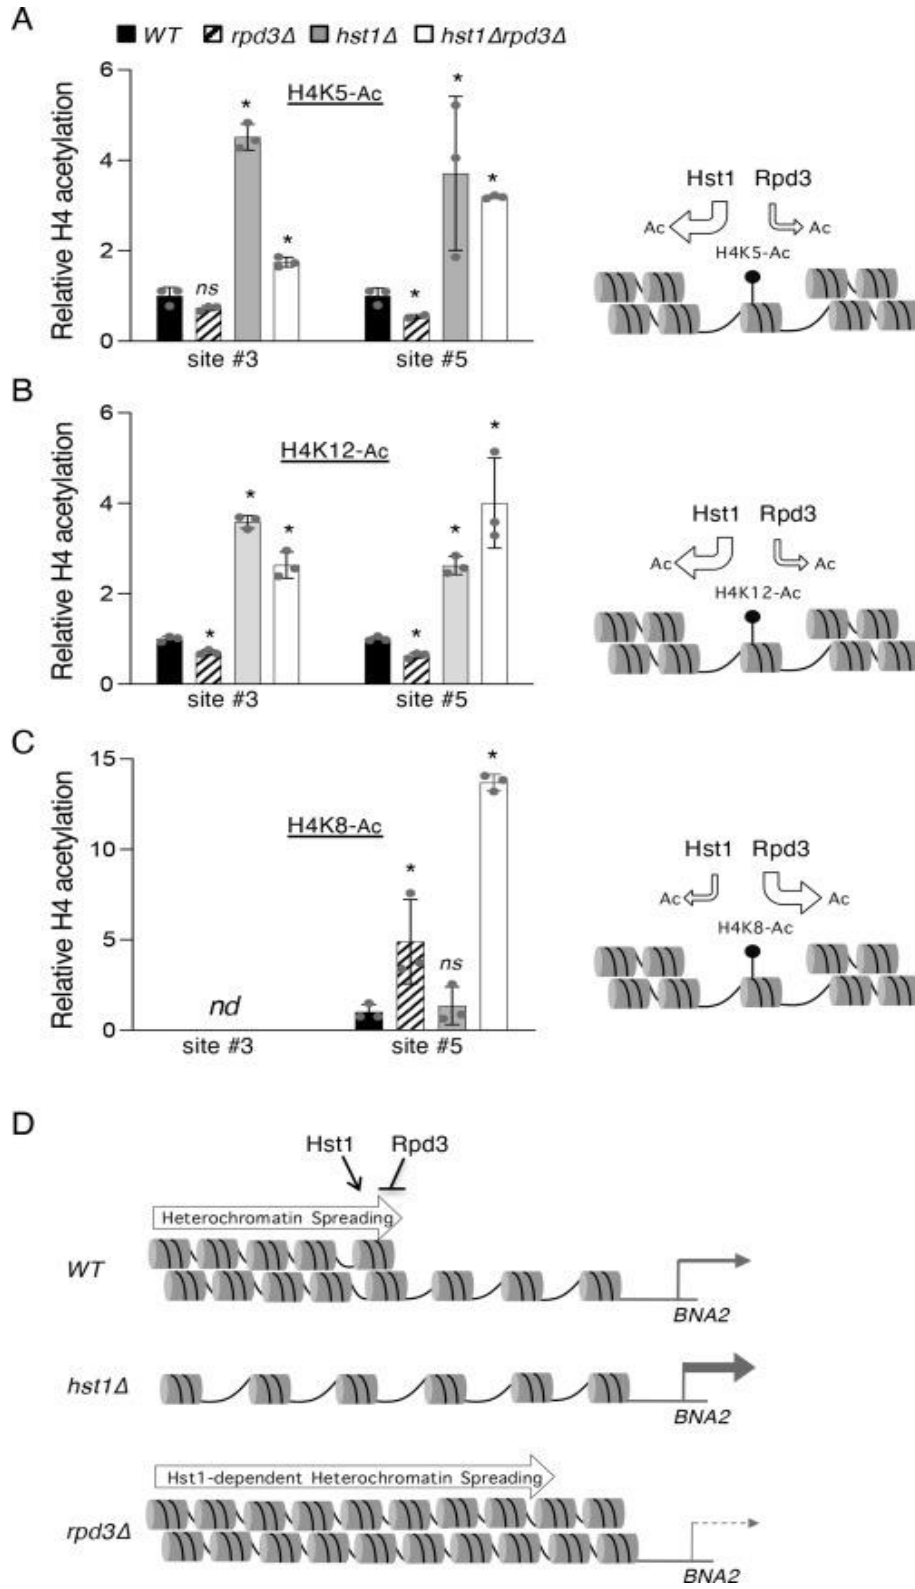 A
WT rpd3Δ hst1Δ hst1Δrpd3Δ
Relative H4 acetylation
6
4
2
0
H4K5-Ac
*
ns
*
*
*
*
site #3
site #5
Hst1 Rpd3
Ac
Ac
H4K5-Ac
B
Relative H4 acetylation
6
4
2
0
H4K12-Ac
*
*
*
*
*
*
site #3
site #5
Hst1 Rpd3
Ac
Ac
H4K12-Ac
C
Relative H4 acetylation
15
10
5
0
H4K8-Ac
nd
*
ns
*
site #3
site #5
Hst1 Rpd3
Ac
Ac
H4K8-Ac
D
Hst1 Rpd3
Heterochromatin Spreading
WT
BNA2
hst1Δ
BNA2
Hst1-dependent Heterochromatin Spreading
rpd3Δ
BNA2